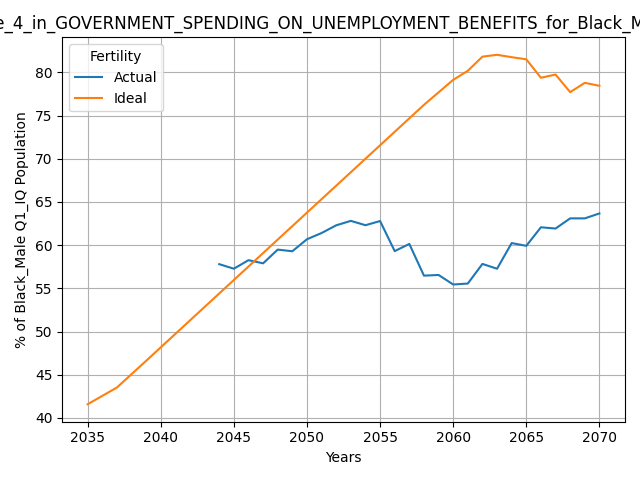 e_4_in_GOVERNMENT_SPENDING_ON_UNEMPLOYMENT_BENEFITS_for_Black_M
Fertility
Actual
Ideal
% of Black_Male Q1_IQ Population
80
75
70
65
60
55
50
45
40
2035 2040 2045 2050 2055 2060 2065 2070
Years